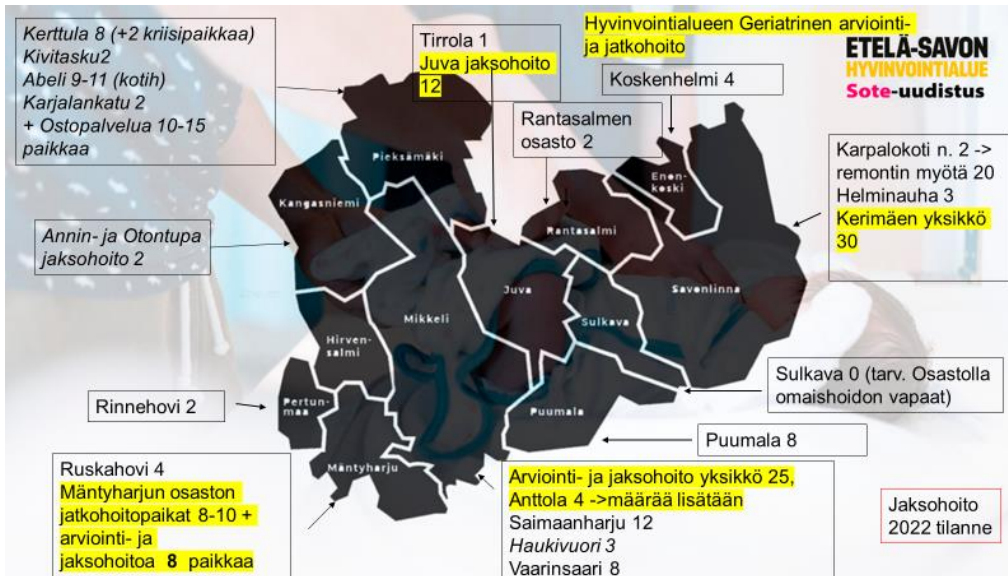 Kerttula 8 (+2 kriisipaikkaa)
Kivitasku2
Abeli 9-11 (kotih)
Karjalankatu 2
+ Ostopalvelua 10-15
paikkaa
Tirrola 1
Juva jaksohoito
12
Hyvinvointialueen Geriatrinen arviointi-
ja jatkohoito
ETELÄ-SAVON
HYVINVOINTIALUE
Sote-uudistus
Koskenhelmi 4
Rantasalmen
osasto 2
Karpalokoti n. 2 ->
remontin myötä 20
Helminauha 3
Kerimäen yksikkö
30
Annin- ja Otontupa
jaksohoito 2
Pieksämäki
Kangasniemi
Enon-
koski
Rantasalmi
Savonlinna
Juva
Mikkeli
Sulkava
Hirven-
salmi
Pertun-
maa
Puumala
Mäntyharju
Rinnehovi 2
Sulkava 0 (tarv. Osastolla
omaishoidon vapaat)
Puumala 8
Ruskahovi 4
Mäntyharjun osaston
jatkohoitopaikat 8-10 +
arviointi- ja
jaksohoitoa 8 paikkaa
Arviointi- ja jaksohoito yksikkö 25,
Anttola 4 ->määrää lisätään
Saimaanharju 12
Haukivuori 3
Vaarinsaari 8
Jaksohoito
2022 tilanne